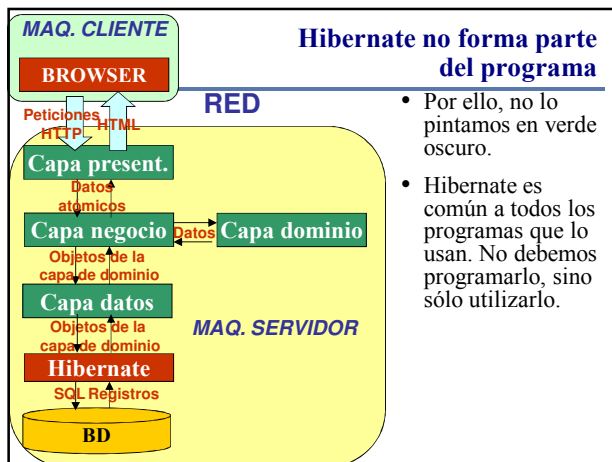 MAQ. CLIENTE
BROWSER
Hibernate no forma parte
del programa
RED
Peticiones
HTTP
HTML
Capa present.
Datos
atómicos
Capa negocio
Datos
Capa dominio
Objetos de la
capa de dominio
Capa datos
Objetos de la
capa de dominio
MAQ. SERVIDOR
Hibernate
SQL
Registros
BD
• Por ello, no lo
pintamos en verde
oscuro.
• Hibernate es
común a todos los
programas que lo
usan. No debemos
programarlo, sino
sólo utilizarlo.